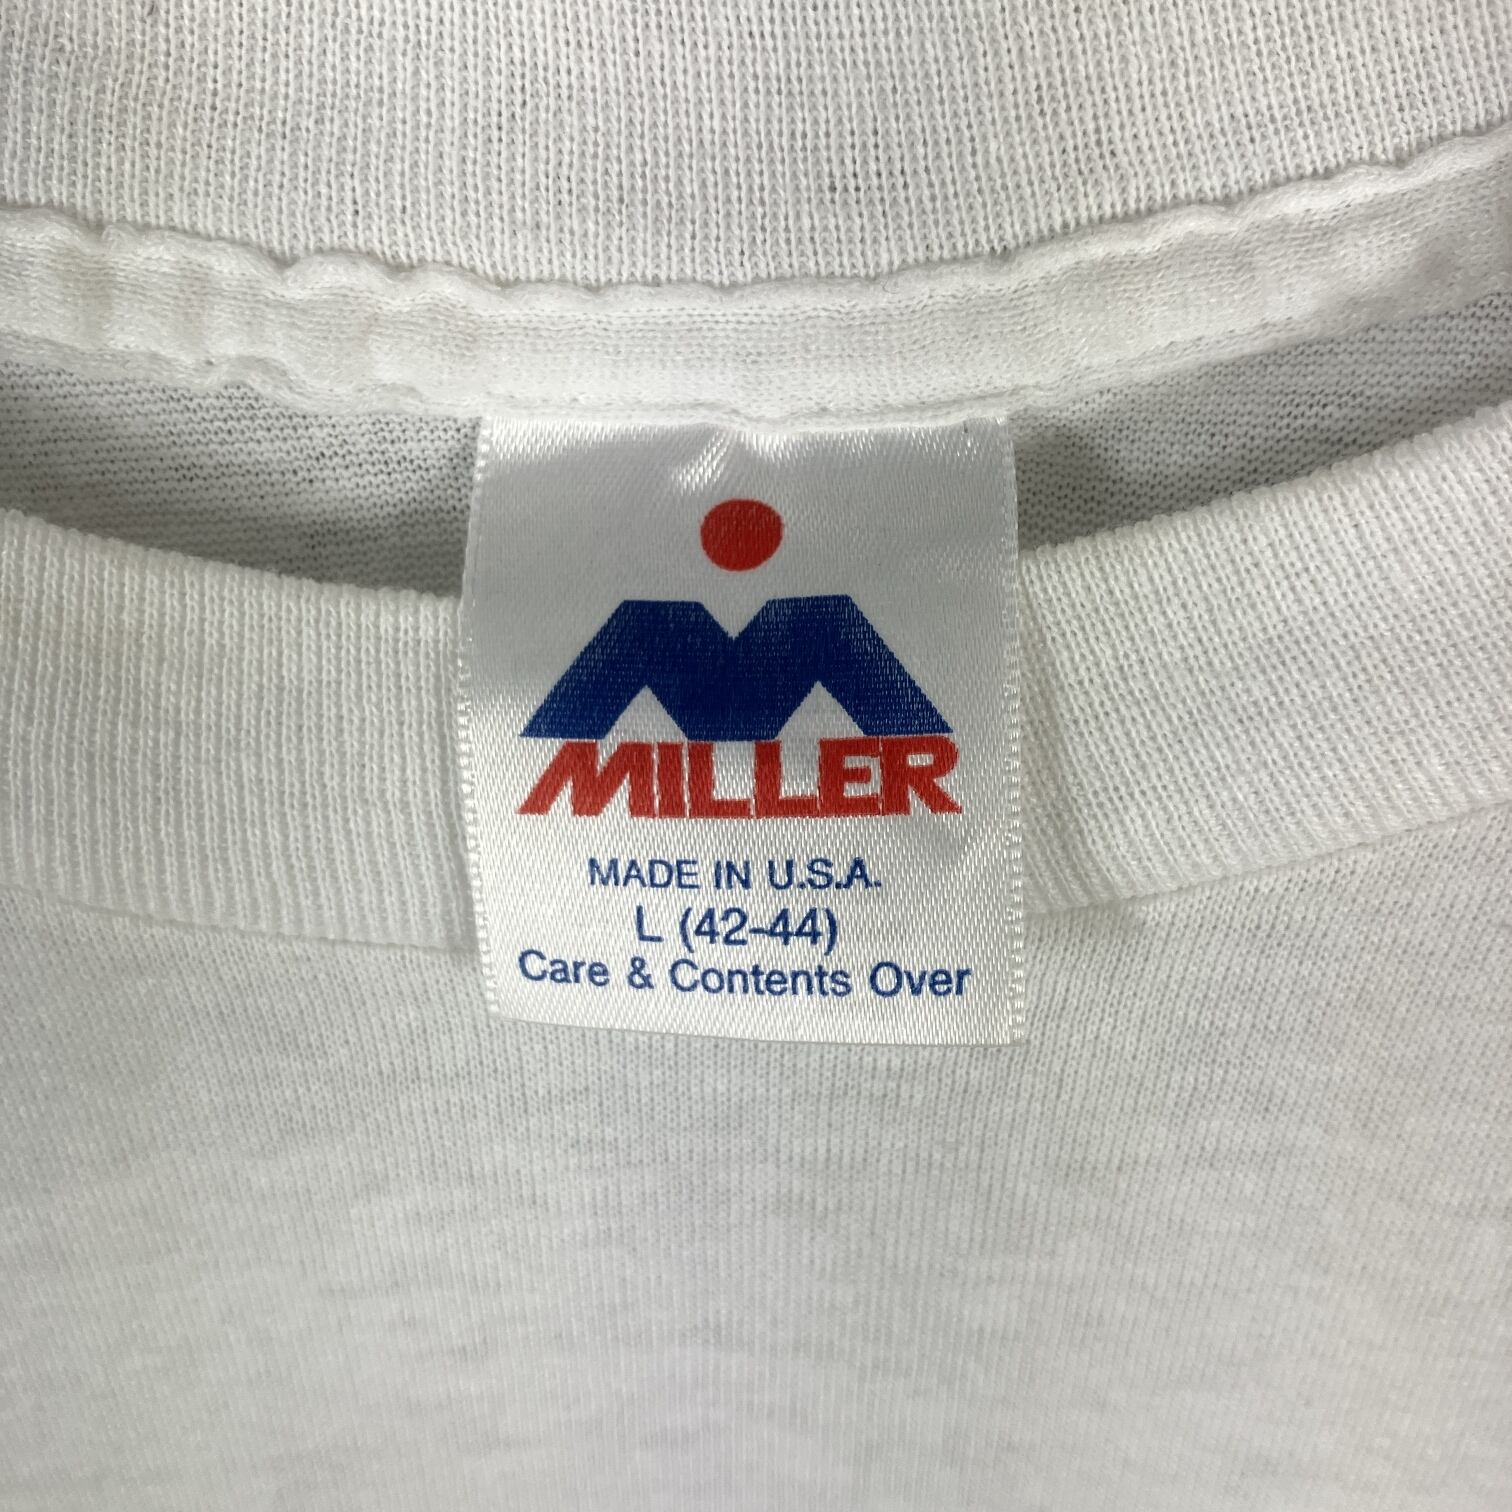 MILLER
MADE IN U.S.A.
L (42-44)
Care & Contents Over